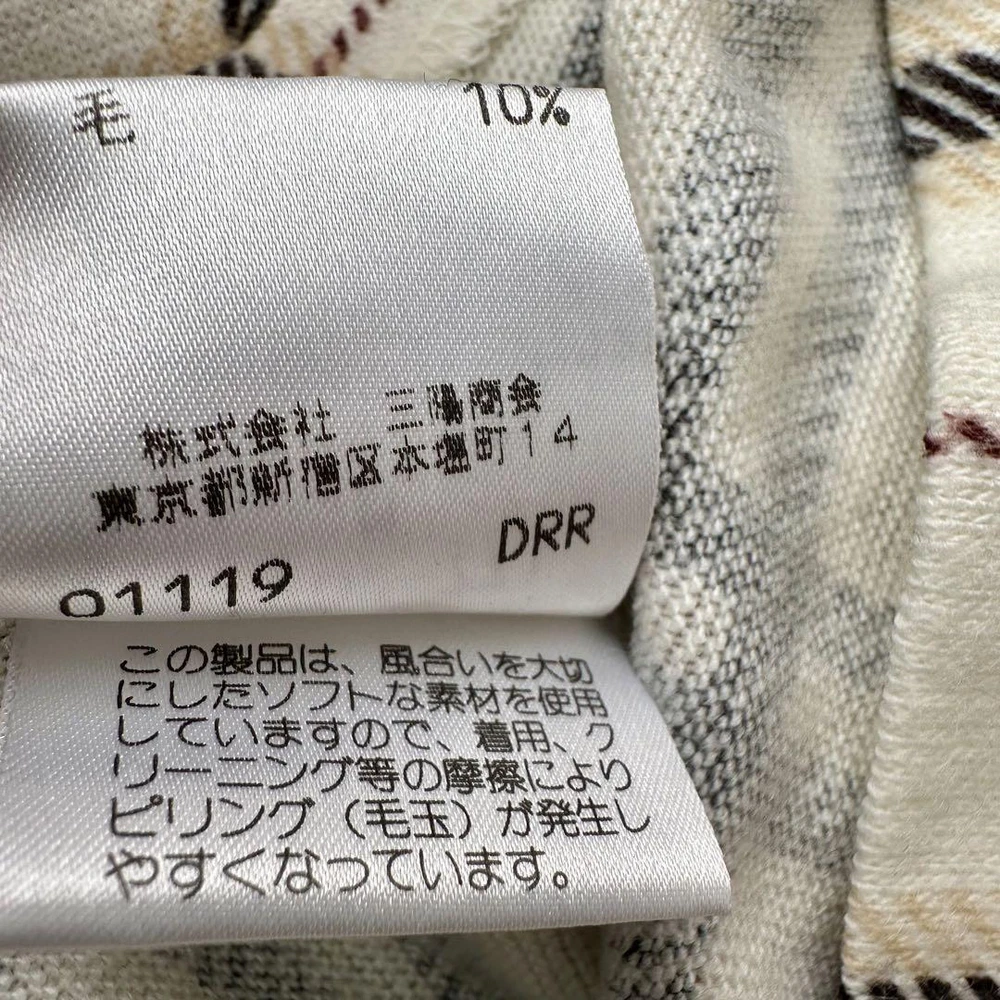 毛 10%
株式会社 三陽商会
東京都新宿区本塩町14
DRR
01119
この製品は、風合いを大切
にしたソフトな素材を使用
していますので、着用、ク
リーニング等の摩擦により
ピリング（毛玉）が発生し
やすくなっています。